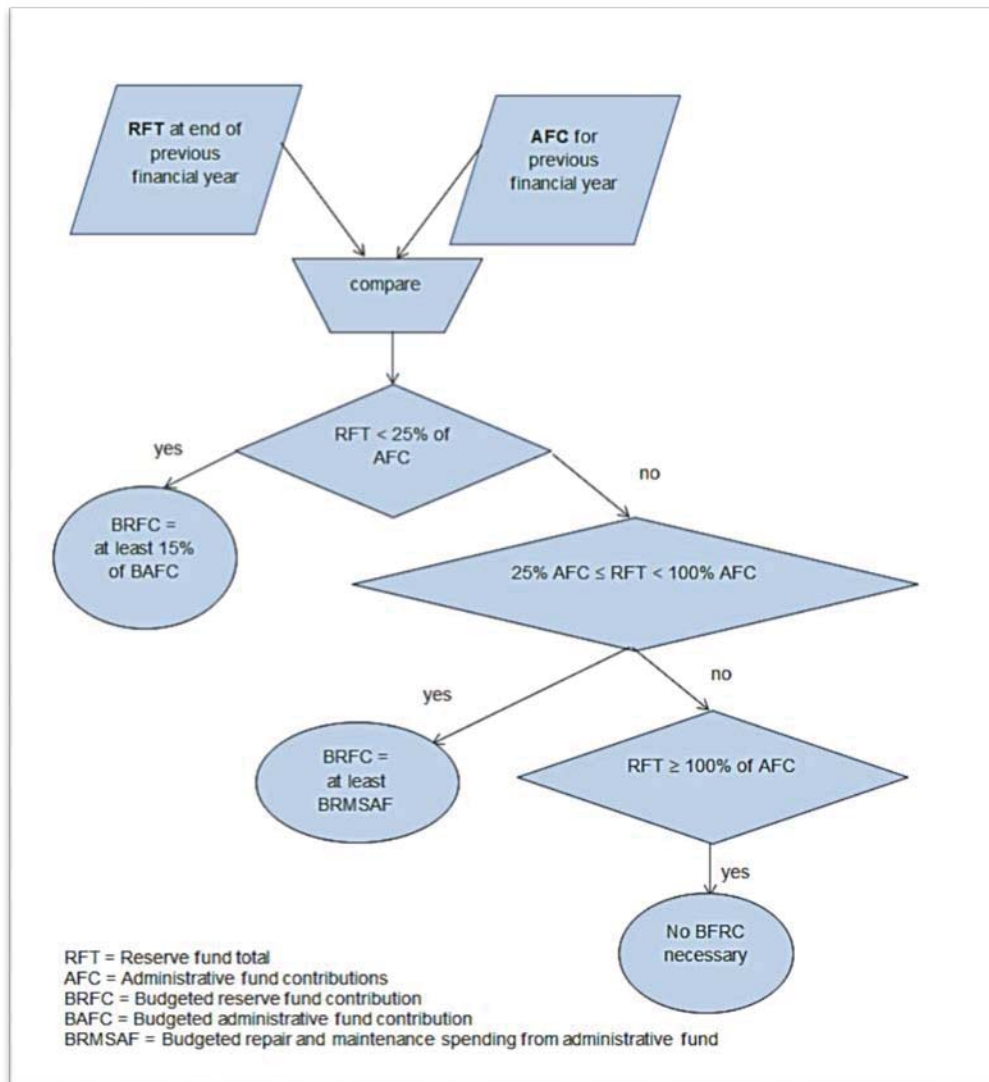 RFT at end of
previous
financial year
AFC for
previous
financial year
compare
RFT < 25% of
AFC
yes
no
BRFC =
at least 15%
of BAFC
25% AFC ≤ RFT < 100% AFC
yes
no
BRFC =
at least
BRMSAF
RFT ≥ 100% of AFC
yes
No BFRC
necessary
RFT = Reserve fund total
AFC = Administrative fund contributions
BRFC = Budgeted reserve fund contribution
BAFC = Budgeted administrative fund contribution
BRMSAF = Budgeted repair and maintenance spending from administrative fund